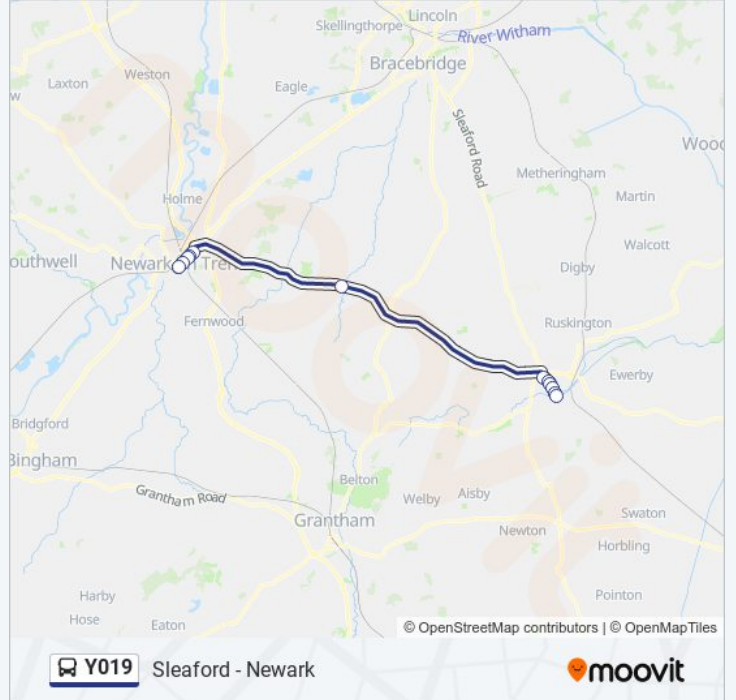 Lincoln
Skellingthorpe
River Witham
Bracebridge
Weston
Laxton
Eagle
w
Sleaford Road
Wooc
Metheringham
Martin
Holme
Walcott
outhwell
Newark on Trent
Digby
Fernwood
Ruskington
Ewerby
Bridgford
Bingham
Belton
Grantham Road
Welby
Aisby
Grantham
Swaton
Newton
Horbling
Harby
Pointon
Hose
Eaton
© OpenStreetMap contributors | © OpenMapTiles
Y019 Sleaford - Newark
moovit